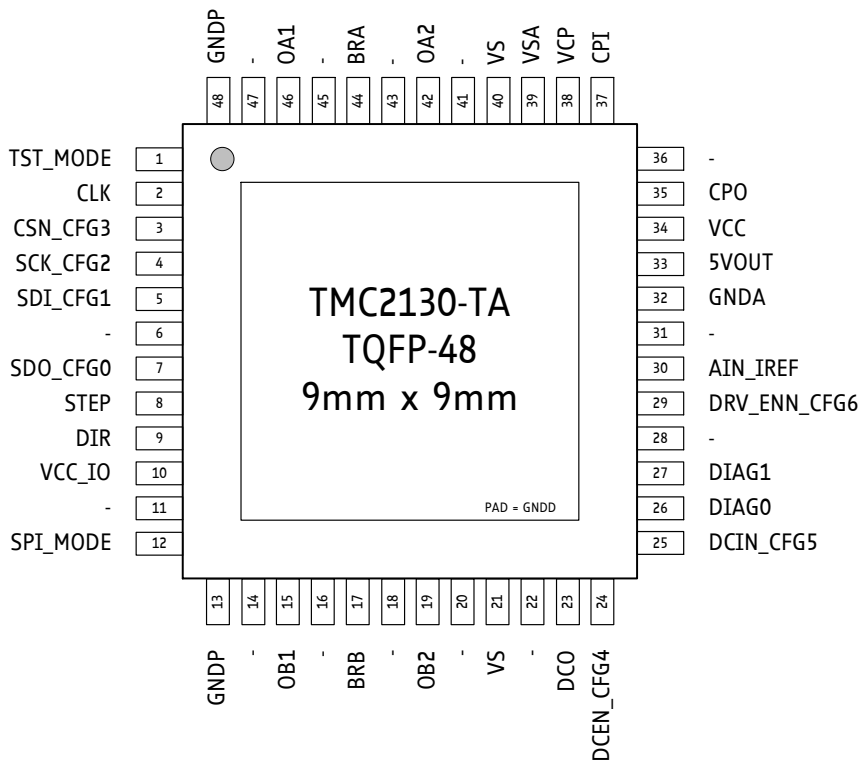 GNDP - OA1 - BRA - OA2 - VS VSA VCP CPI
48 47 46 45 44 43 42 41 40 39 38 37
TST_MODE 1
CLK 2
CSN_CFG3 3
SCK_CFG2 4
SDI_CFG1 5
- 6
SDO_CFG0 7
STEP 8
DIR 9
VCC_IO 10
- 11
SPI_MODE 12
TMC2130-TA
TQFP-48
9mm x 9mm
PAD = GNDD
36 -
35 CPO
34 VCC
33 5VOUT
32 GNDA
31 -
30 AIN_IREF
29 DRV_ENN_CFG6
28 -
27 DIAG1
26 DIAG0
25 DCIN_CFG5
13 14 15 16 17 18 19 20 21 22 23 24
GNDP - OB1 - BRB - OB2 - VS - DCO DCEN_CFG4